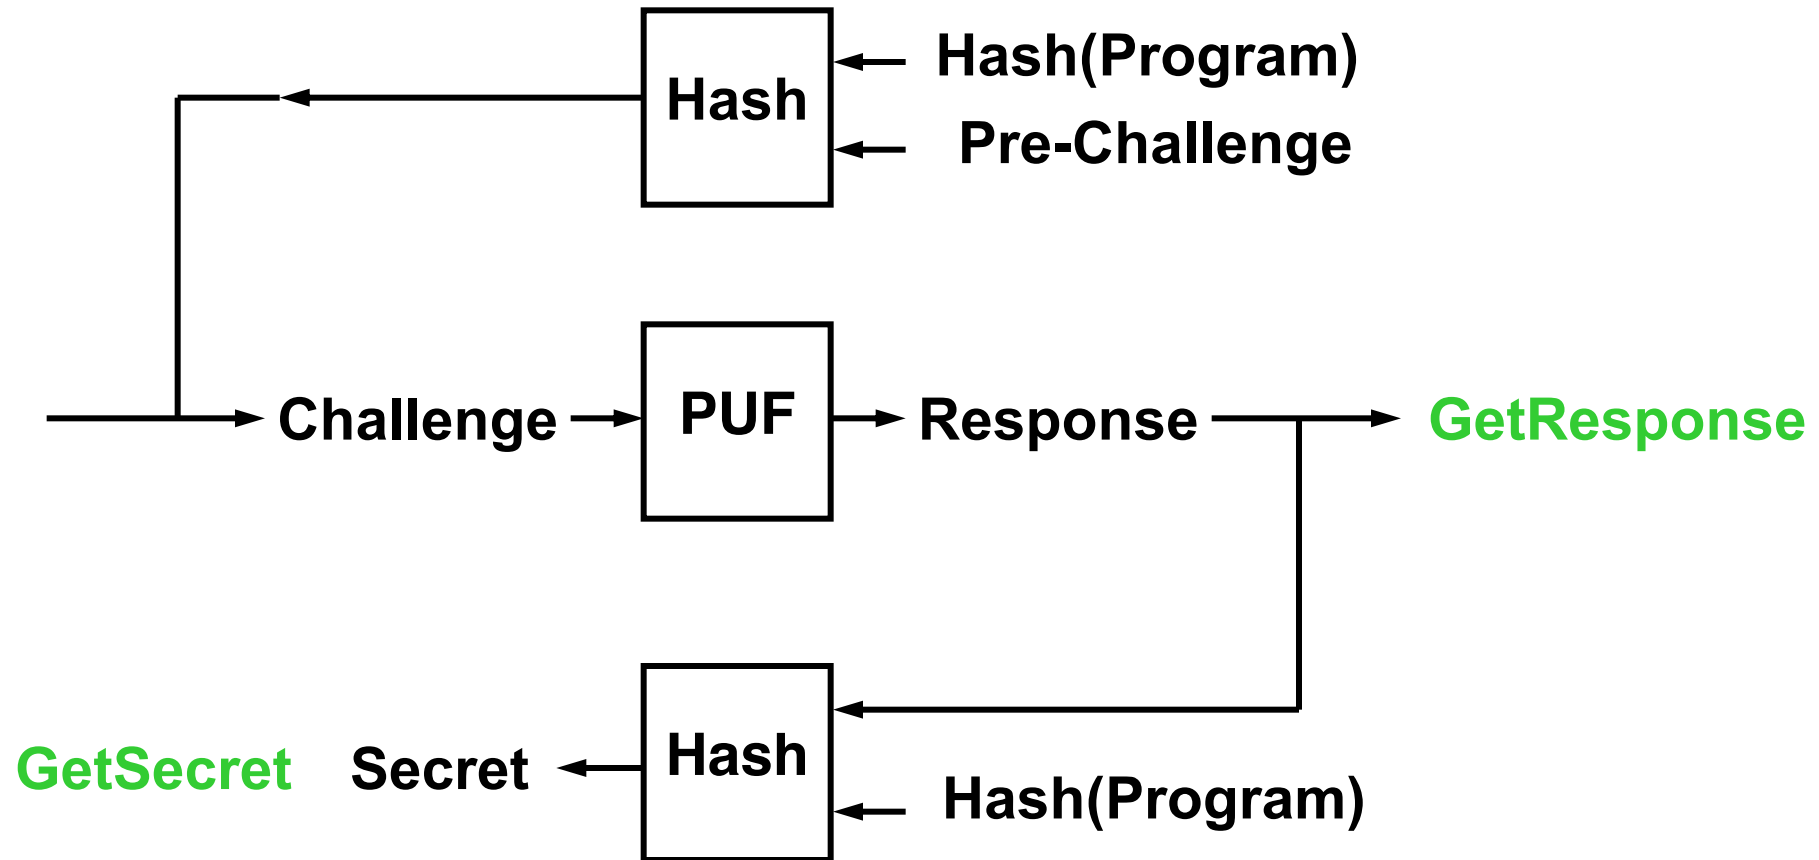 Hash
Hash(Program)
Pre-Challenge
Challenge
PUF
Response
GetResponse
GetSecret
Secret
Hash
Hash(Program)